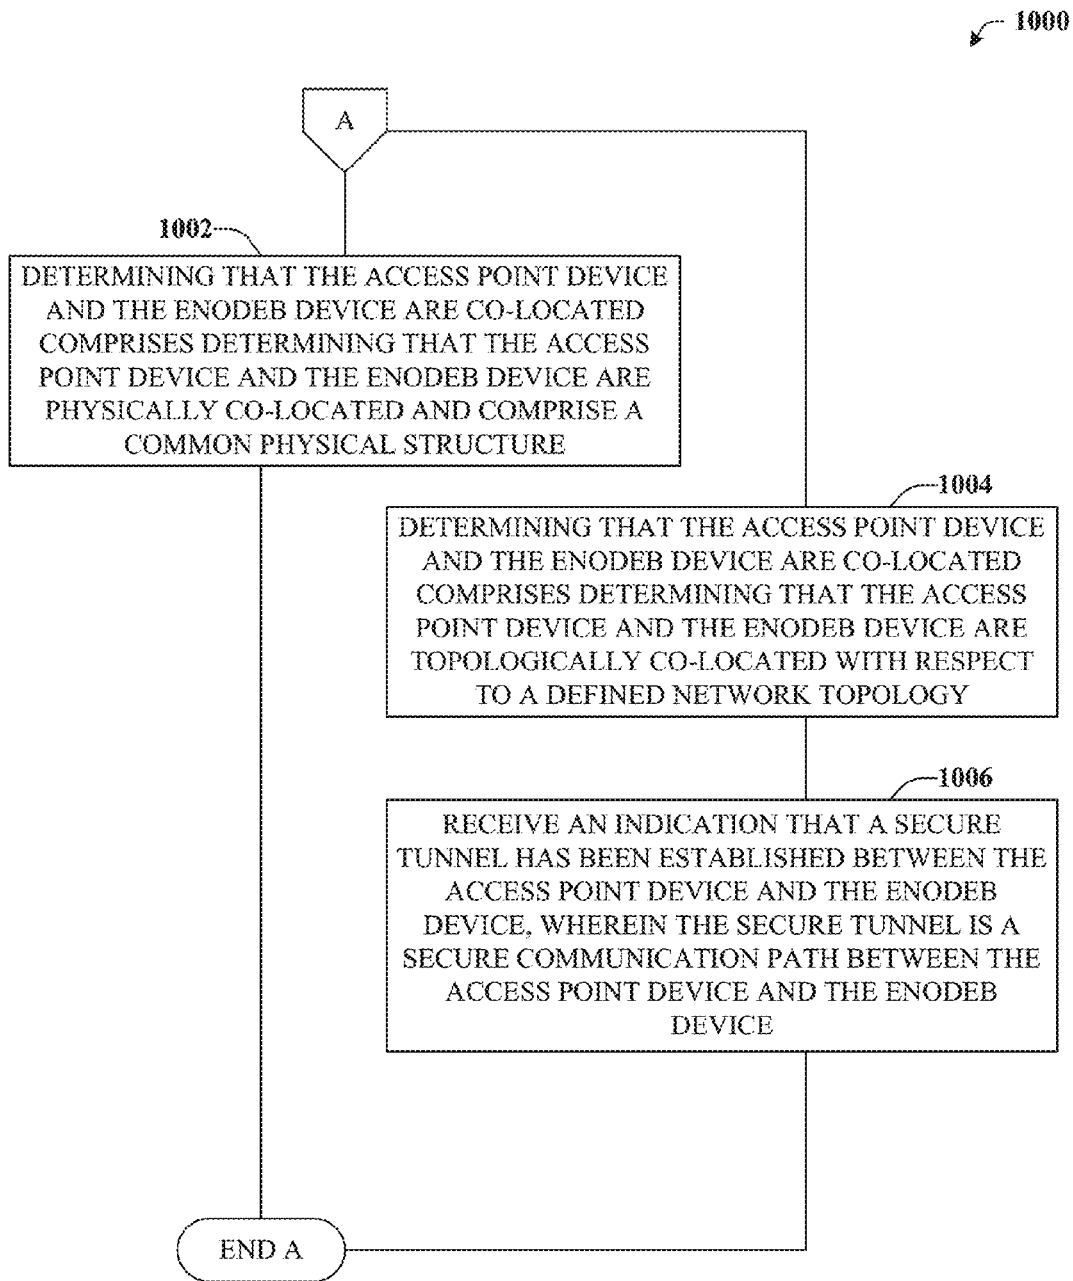 1000
A
1002
DETERMINING THAT THE ACCESS POINT DEVICE
AND THE ENODEB DEVICE ARE CO-LOCATED
COMPRISES DETERMINING THAT THE ACCESS
POINT DEVICE AND THE ENODEB DEVICE ARE
PHYSICALLY CO-LOCATED AND COMPRISE A
COMMON PHYSICAL STRUCTURE
1004
DETERMINING THAT THE ACCESS POINT DEVICE
AND THE ENODEB DEVICE ARE CO-LOCATED
COMPRISES DETERMINING THAT THE ACCESS
POINT DEVICE AND THE ENODEB DEVICE ARE
TOPOLOGICALLY CO-LOCATED WITH RESPECT
TO A DEFINED NETWORK TOPOLOGY
1006
RECEIVE AN INDICATION THAT A SECURE
TUNNEL HAS BEEN ESTABLISHED BETWEEN THE
ACCESS POINT DEVICE AND THE ENODEB
DEVICE, WHEREIN THE SECURE TUNNEL IS A
SECURE COMMUNICATION PATH BETWEEN THE
ACCESS POINT DEVICE AND THE ENODEB
DEVICE
END A